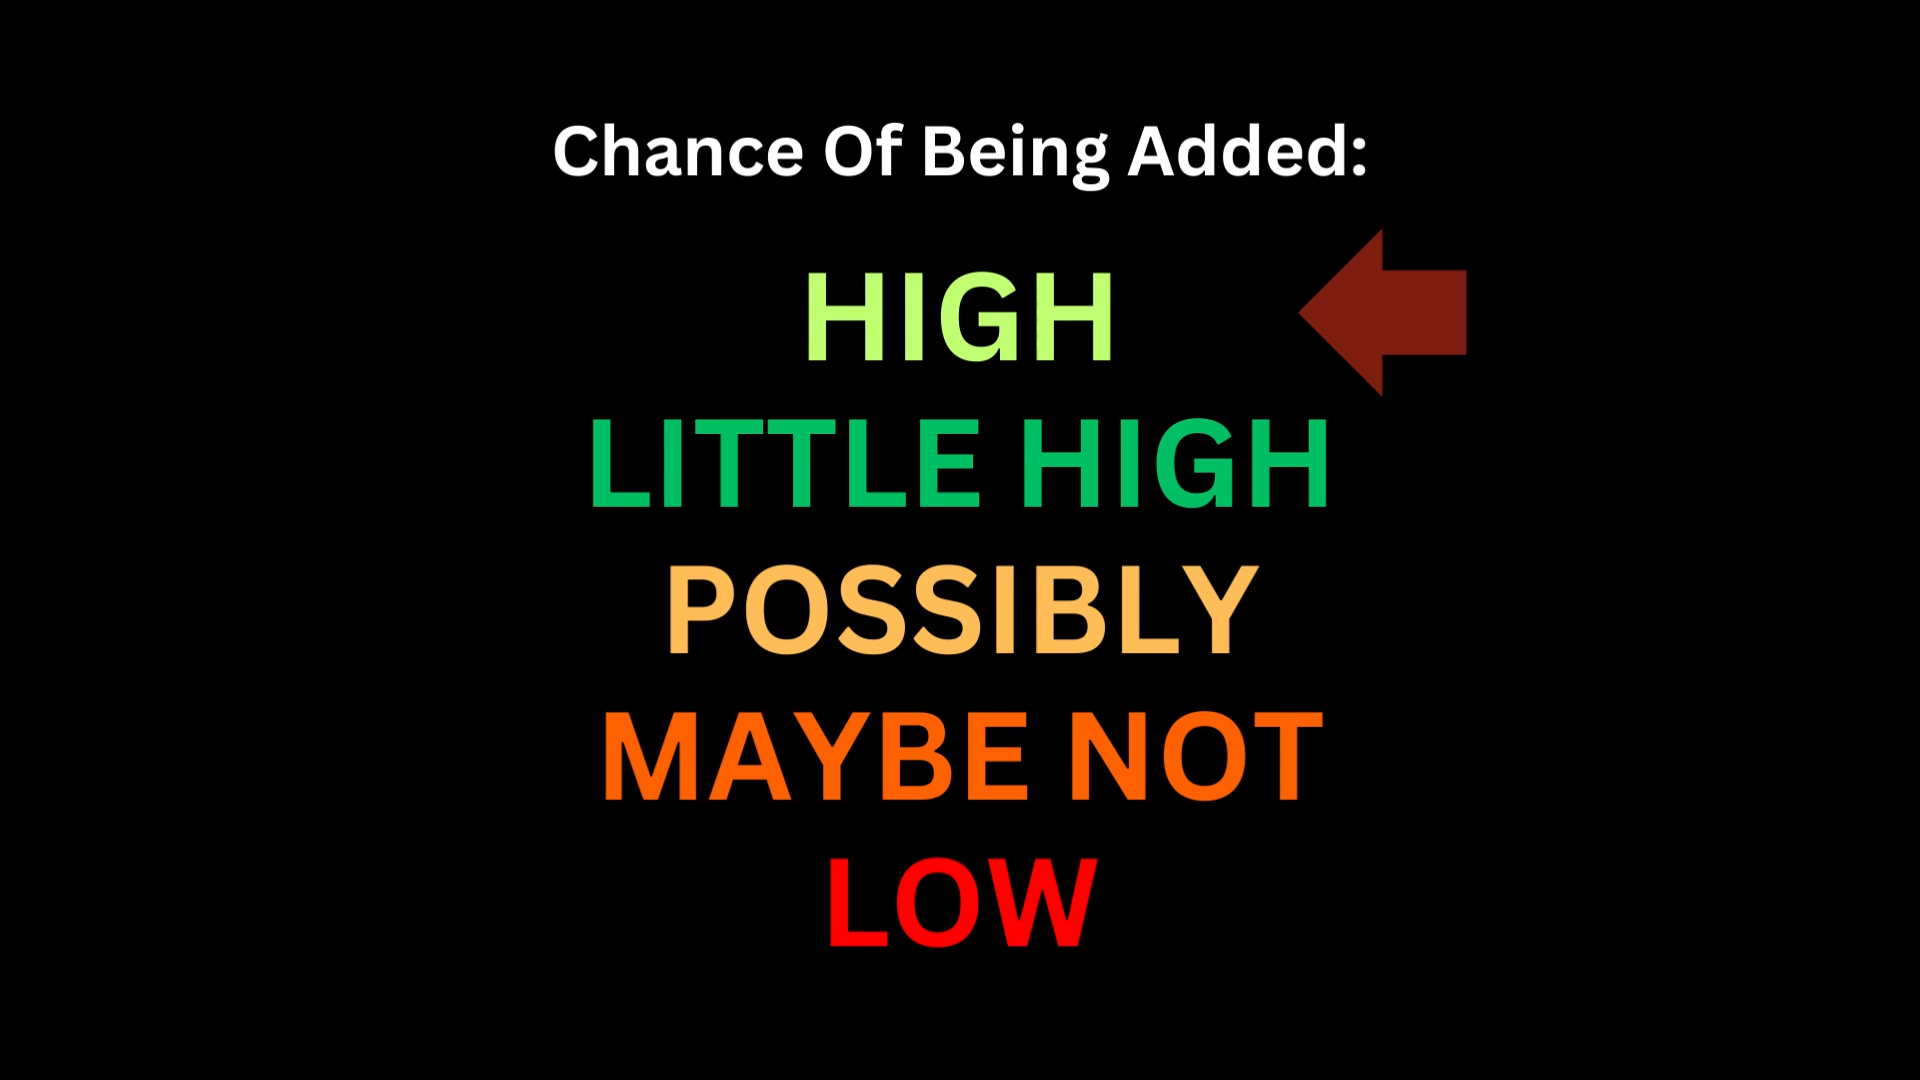 Chance Of Being Added:
HIGH
LITTLE HIGH
POSSIBLY
MAYBE NOT
LOW